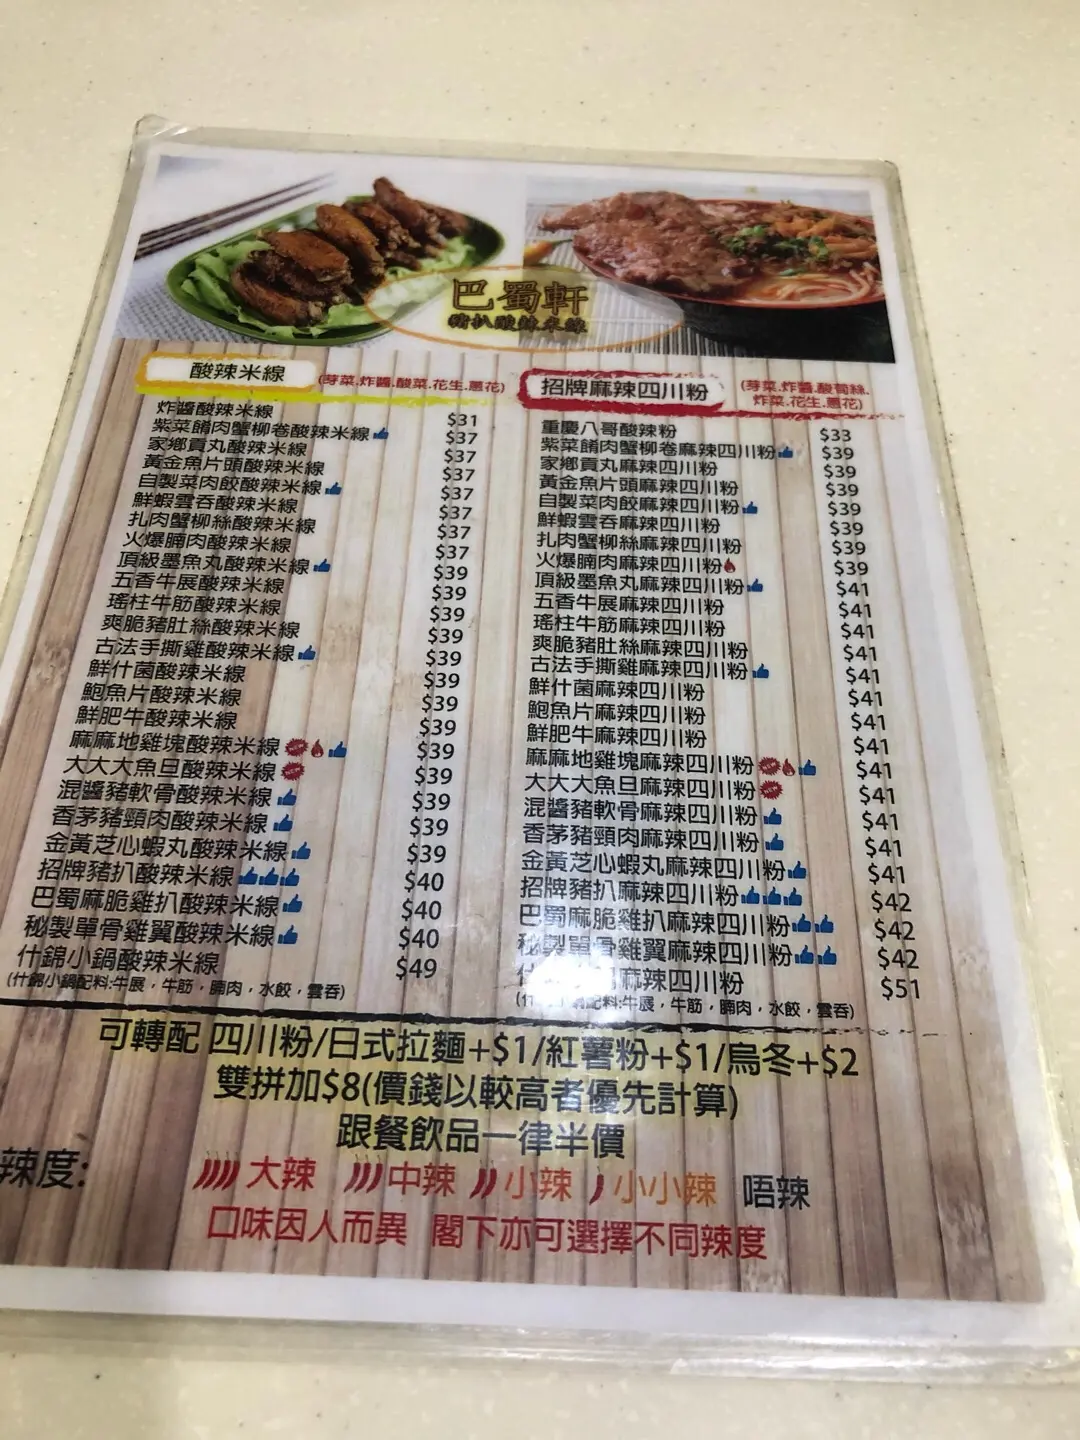 巴蜀軒
豬扒酸辣米線
酸辣米線 (芽菜.炸醬.酸菜.花生.蔥花)
炸醬酸辣米線 $31
紫菜餚肉蟹柳卷酸辣米線 $37
家鄉貢丸酸辣米線 $37
黃金魚片頭酸辣米線 $37
自製菜肉餃酸辣米線 $37
鮮蝦雲吞酸辣米線 $37
扎肉蟹柳絲酸辣米線 $37
火爆腩肉酸辣米線 $37
頂級墨魚丸酸辣米線 $39
五香牛展酸辣米線 $39
瑤柱牛筋酸辣米線 $39
爽脆豬肚絲酸辣米線 $39
古法手撕雞酸辣米線 $39
鮮什菌酸辣米線 $39
鮑魚片酸辣米線 $39
鮮肥牛酸辣米線 $39
麻麻地雞塊酸辣米線 $39
大大大魚旦酸辣米線 $39
混醬豬軟骨酸辣米線 $39
香茅豬頸肉酸辣米線 $39
金黃芝心蝦丸酸辣米線 $39
招牌豬扒酸辣米線 $40
巴蜀麻脆雞扒酸辣米線 $40
秘製單骨雞翼酸辣米線 $40
什錦小鍋酸辣米線 $49
(什錦小鍋配料:牛展，牛筋，腩肉，水餃，雲吞)
招牌麻辣四川粉 (芽菜.炸醬.酸筍絲.
炸菜.花生.蔥花)
重慶八哥酸辣粉 $33
紫菜餚肉蟹柳卷麻辣四川粉 $39
家鄉貢丸麻辣四川粉 $39
黃金魚片頭麻辣四川粉 $39
自製菜肉餃麻辣四川粉 $39
鮮蝦雲吞麻辣四川粉 $39
扎肉蟹柳絲麻辣四川粉 $39
火爆腩肉麻辣四川粉 $39
頂級墨魚丸麻辣四川粉 $41
五香牛展麻辣四川粉 $41
瑤柱牛筋麻辣四川粉 $41
爽脆豬肚絲麻辣四川粉 $41
古法手撕雞麻辣四川粉 $41
鮮什菌麻辣四川粉 $41
鮑魚片麻辣四川粉 $41
鮮肥牛麻辣四川粉 $41
麻麻地雞塊麻辣四川粉 $41
大大大魚旦麻辣四川粉 $41
混醬豬軟骨麻辣四川粉 $41
香茅豬頸肉麻辣四川粉 $41
金黃芝心蝦丸麻辣四川粉 $41
招牌豬扒麻辣四川粉 $42
巴蜀麻脆雞扒麻辣四川粉 $42
秘製單骨雞翼麻辣四川粉 $42
什 麻辣四川粉 $51
(什 鍋配料:牛展，牛筋，腩肉，水餃，雲吞)
可轉配 四川粉/日式拉麵+$1/紅薯粉+$1/烏冬+$2
雙拼加$8(價錢以較高者優先計算)
跟餐飲品一律半價
辣度: 大辣 中辣 小辣 小小辣 唔辣
口味因人而異 閣下亦可選擇不同辣度